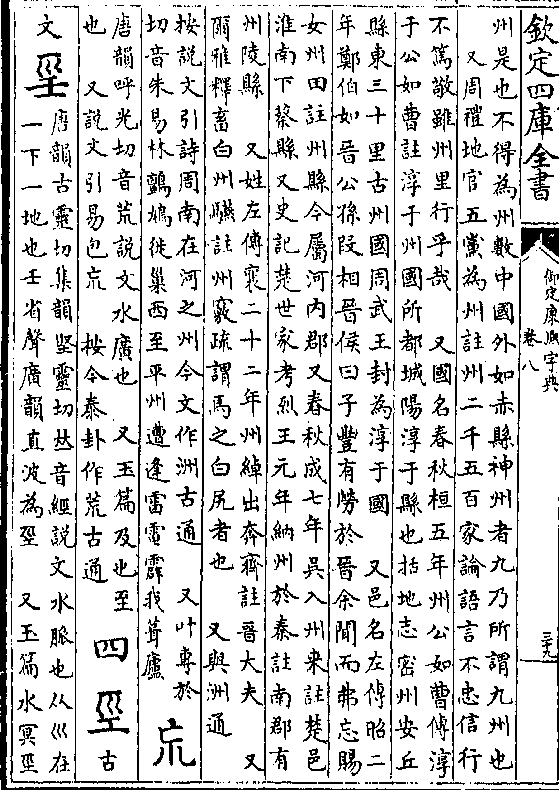 欽定四庫全書
御定康熙字典
卷八
三九
州是也不得為州數中國外如赤縣神州者九乃所謂九州也
又周禮地官五黨為州註州二千五百家論語言不忠信行
不篤敬雖州里行乎哉 又國名春秋桓五年州公如曹傳淳
于公如曹註淳于州國所都城陽淳于縣也括地志密州安丘
縣東三十里古州國周武王封為淳于國 又邑名左傳昭二
年鄭伯如晉公孫段相晉侯曰子豐有勞於晉余聞而弗忘賜
女州田註州縣今屬河內郡又春秋成七年吳入州來註楚邑
淮南下蔡縣又史記楚世家考烈王元年納州於秦註南郡有
州陵縣 又姓左傳襄二十二年州綽出奔齊註晉大夫 又
爾雅釋畜白州驠註州竅疏謂馬之白尻者也 又與洲通
按說文引詩周南在河之州今文作洲古通 又叶專於
切音朱易林鸇鳩徙巢西至平州遭逢雷電霹我葺廬 㐬
唐韻呼光切音荒說文水廣也 又玉篇及也至
也 又說文引易包㐬 按今泰卦作荒古通 四 巠 古
文 𡿭 唐韻古靈切集韻堅靈切𠀤音經說文水脈也从巛在
一下一地也壬省聲廣韻直波為巠 又玉篇水冥巠